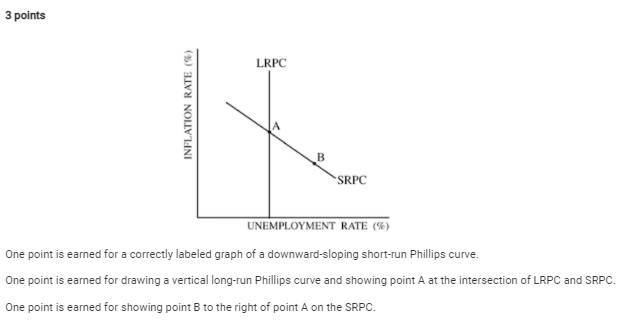 3 points
LRPC
INFLATION RATE (%)
A
B
SRPC
UNEMPLOYMENT RATE (%)
One point is earned for a correctly labeled graph of a downward-sloping short-run Phillips curve.
One point is earned for drawing a vertical long-run Phillips curve and showing point A at the intersection of LRPC and SRPC.
One point is earned for showing point B to the right of point A on the SRPC.